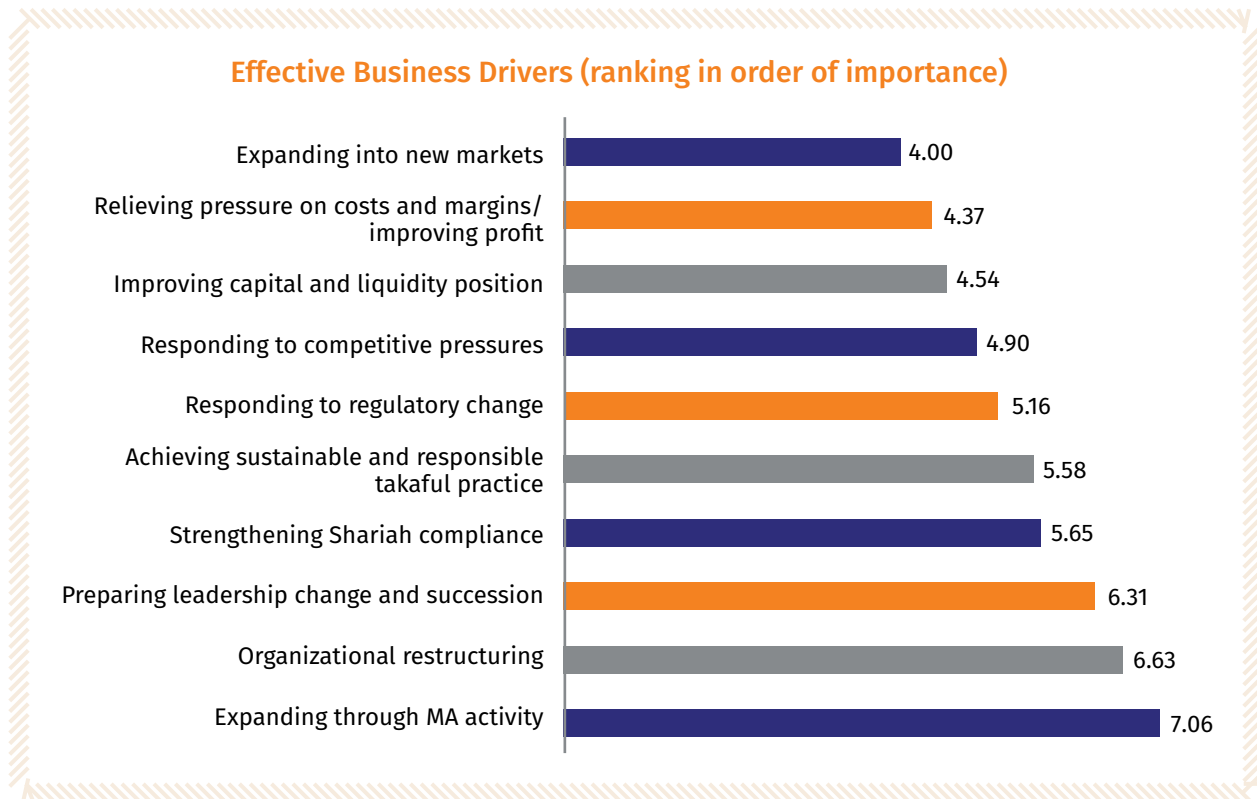 Effective Business Drivers (ranking in order of importance)
Expanding into new markets
4.00
Relieving pressure on costs and margins/
improving profit
4.37
Improving capital and liquidity position
4.54
Responding to competitive pressures
4.90
Responding to regulatory change
5.16
Achieving sustainable and responsible
takaful practice
5.58
Strengthening Shariah compliance
5.65
Preparing leadership change and succession
6.31
Organizational restructuring
6.63
Expanding through MA activity
7.06